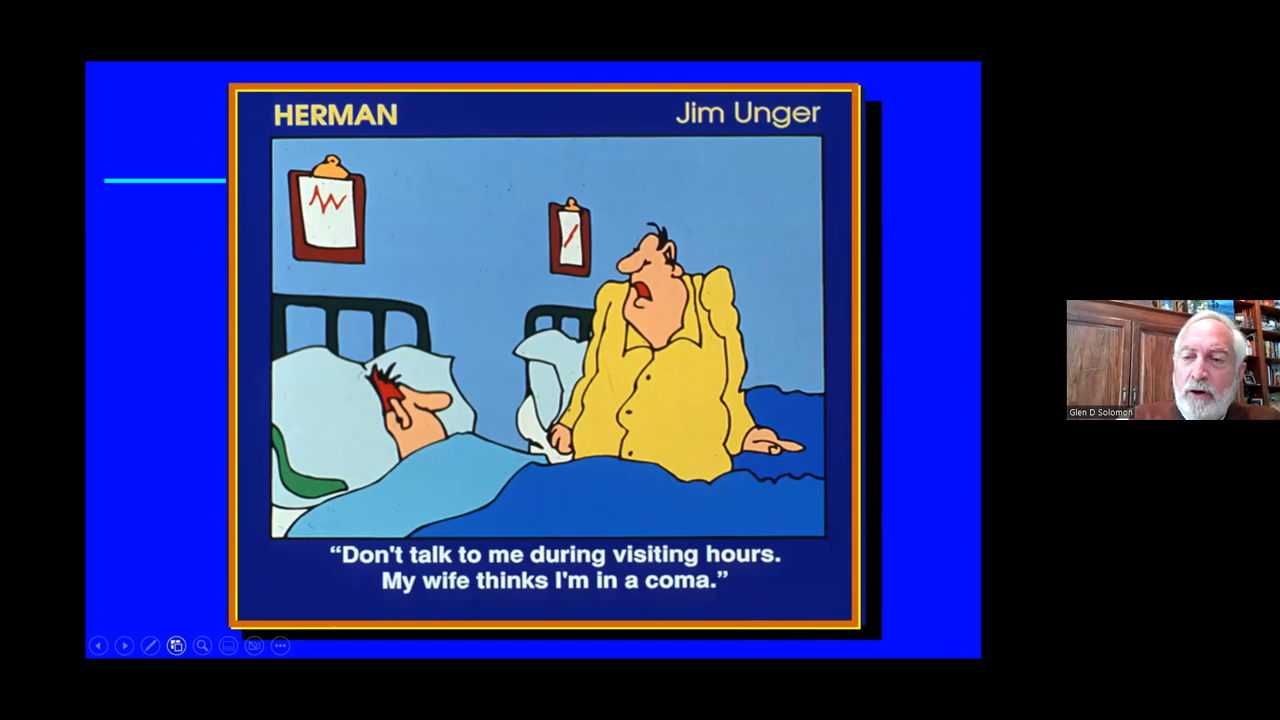 HERMAN
Jim Unger
“Don't talk to me during visiting hours.
My wife thinks I'm in a coma.”
Glen D Solomon